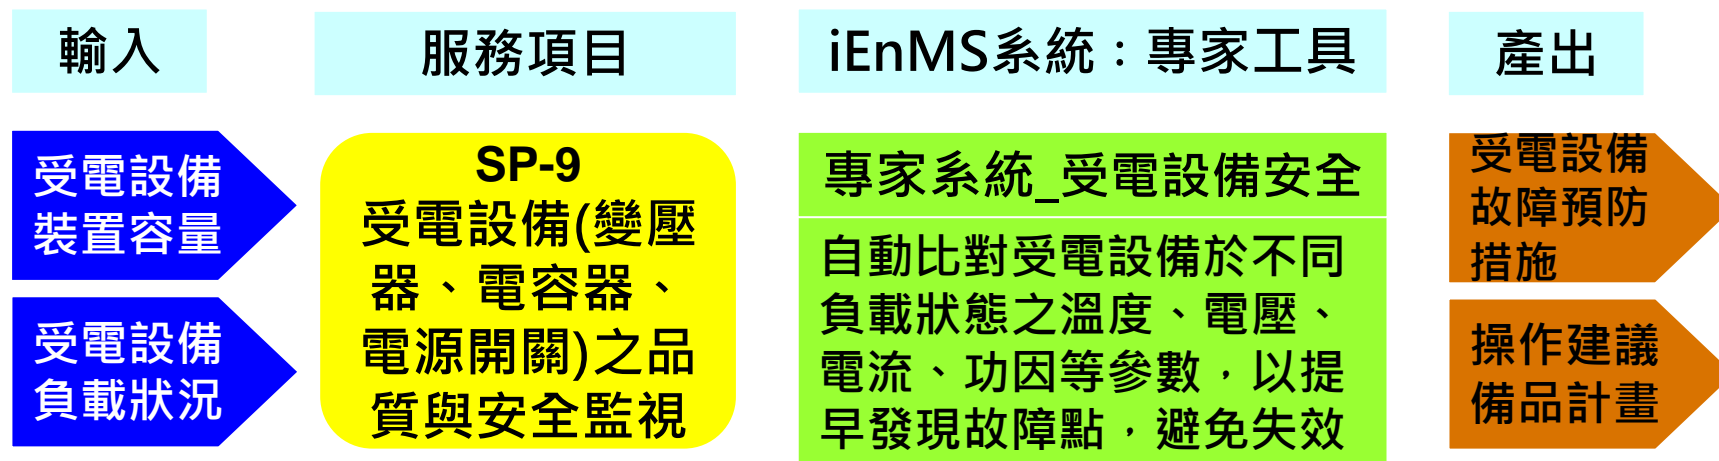 輸入
服務項目
iEnMS系統：專家工具
產出
受電設備
裝置容量
受電設備
負載狀況
SP-9
受電設備(變壓
器、電容器、
電源開關)之品
質與安全監視
專家系統_受電設備安全
自動比對受電設備於不同
負載狀態之溫度、電壓、
電流、功因等參數，以提
早發現故障點，避免失效
受電設備
故障預防
措施
操作建議
備品計畫